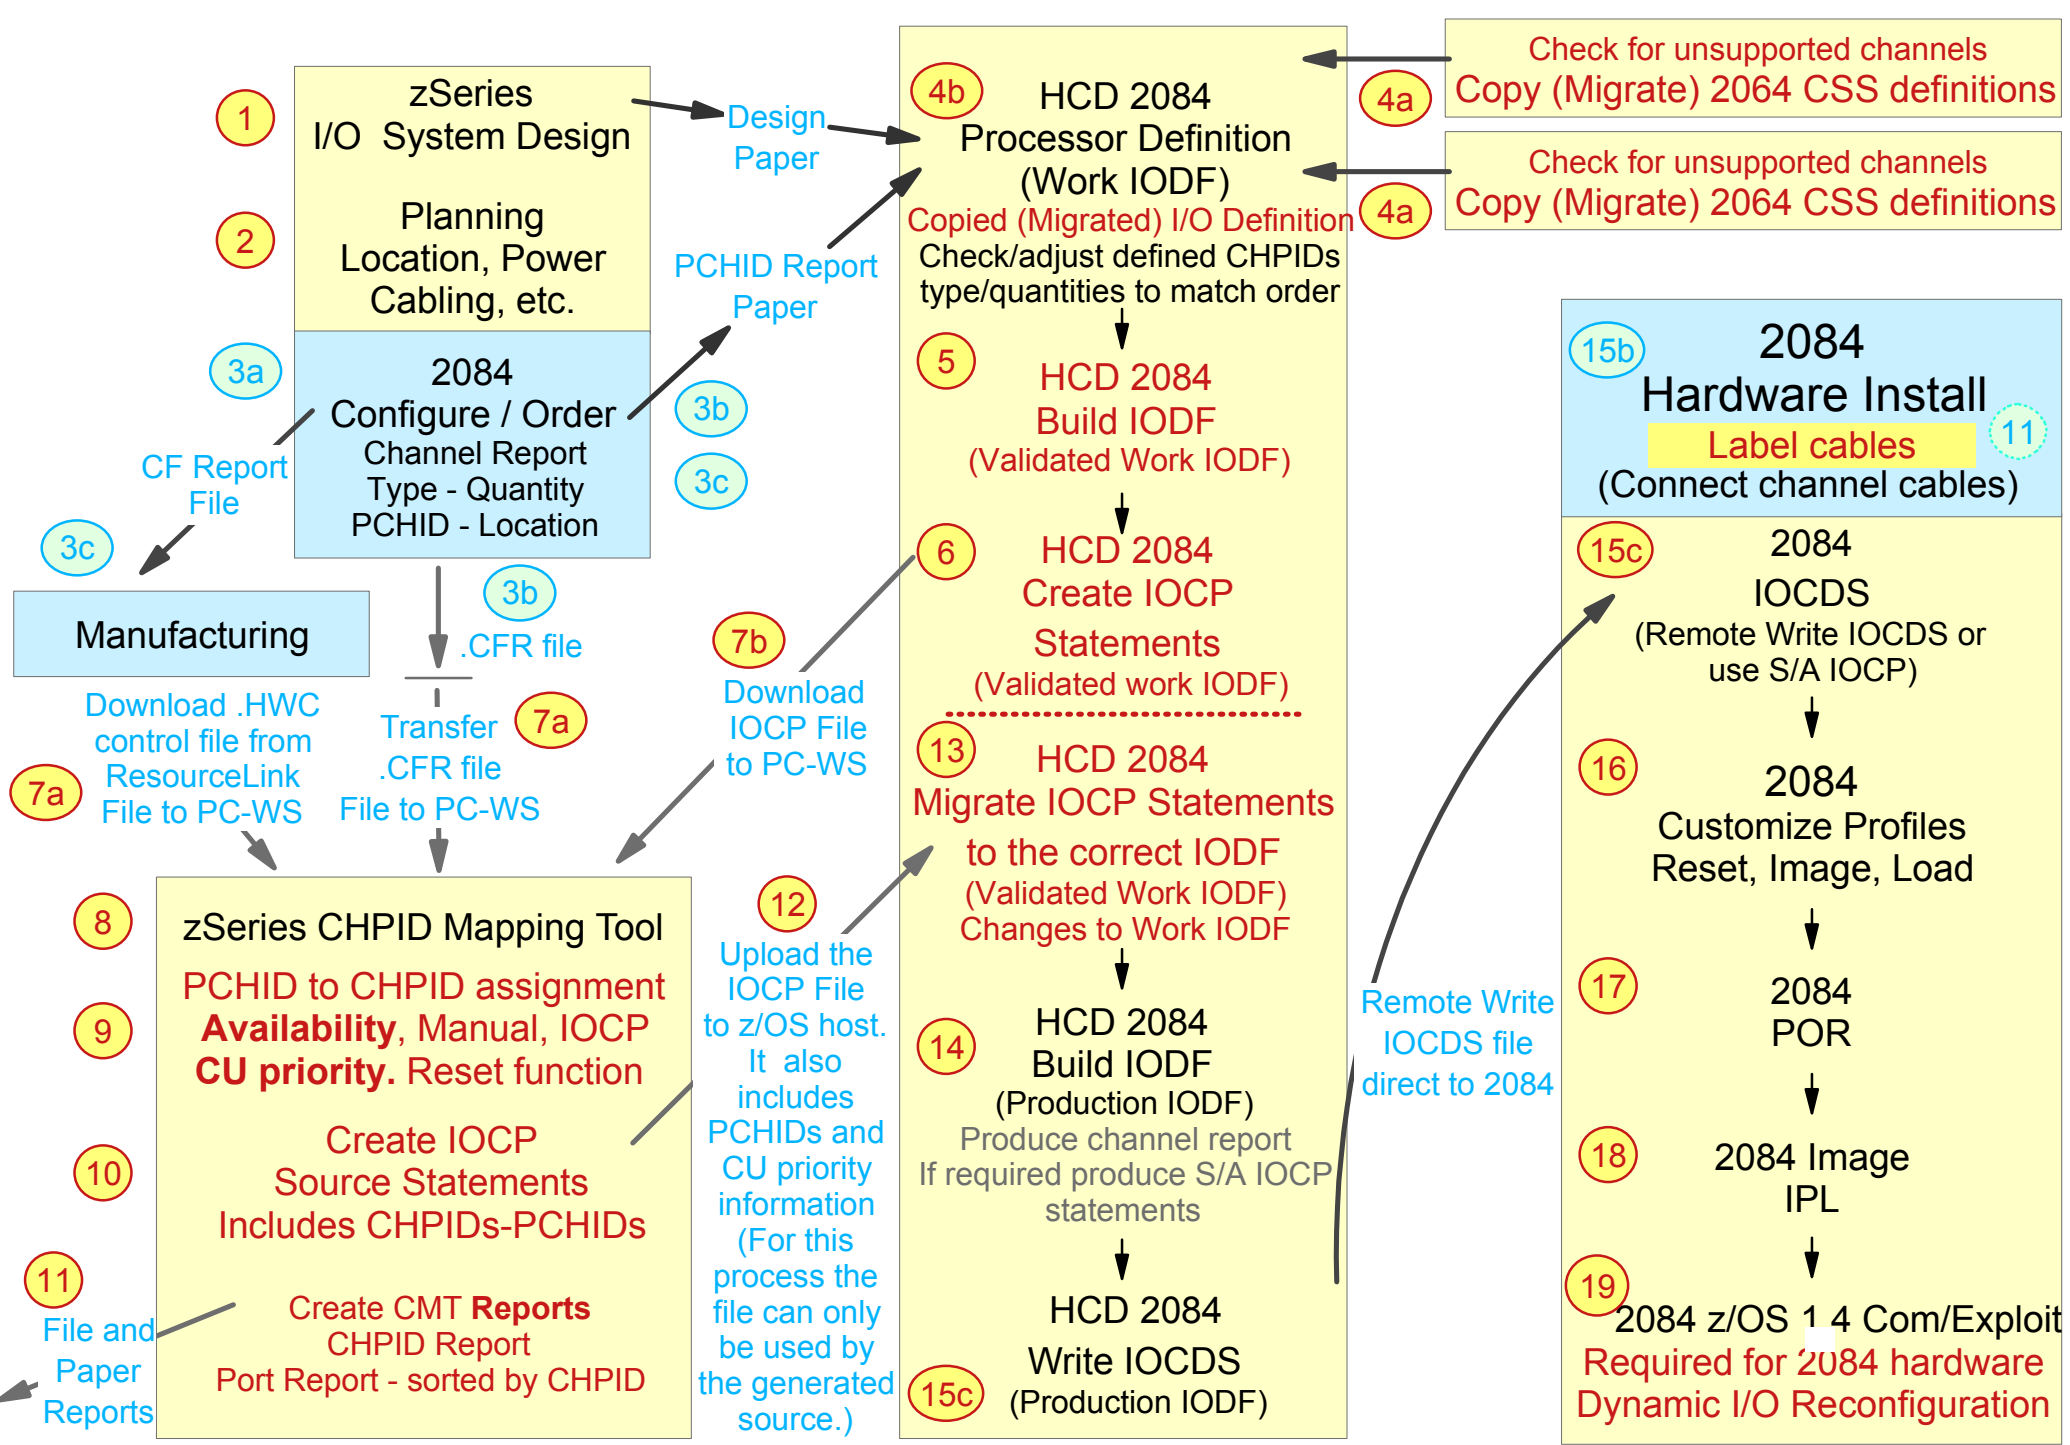 1
zSeries
I/O System Design
2
Planning
Location, Power
Cabling, etc.
3a
2084
Configure / Order
Channel Report
Type - Quantity
PCHID - Location
3b
3c
Design
Paper
PCHID Report
Paper
CF Report
File
3c
Manufacturing
3b
.CFR file
Download .HWC
control file from
ResourceLink
File to PC-WS
7a
Transfer
.CFR file
File to PC-WS
7a
7b
Download
IOCP File
to PC-WS
8
zSeries CHPID Mapping Tool
9
PCHID to CHPID assignment
Availability, Manual, IOCP
CU priority. Reset function
10
Create IOCP
Source Statements
Includes CHPIDs-PCHIDs
11
File and
Paper
Reports
Create CMT Reports
CHPID Report
Port Report - sorted by CHPID
12
Upload the
IOCP File
to z/OS host.
It also
includes
PCHIDs and
CU priority
information
(For this
process the
file can only
be used by
the generated
source.)
4b
HCD 2084
Processor Definition
(Work IODF)
Copied (Migrated) I/O Definition
Check/adjust defined CHPIDs
type/quantities to match order
5
HCD 2084
Build IODF
(Validated Work IODF)
6
HCD 2084
Create IOCP
Statements
(Validated work IODF)
13
HCD 2084
Migrate IOCP Statements
to the correct IODF
(Validated Work IODF)
Changes to Work IODF
14
HCD 2084
Build IODF
(Production IODF)
Produce channel report
If required produce S/A IOCP
statements
HCD 2084
Write IOCDS
15c
(Production IODF)
4a
Check for unsupported channels
Copy (Migrate) 2064 CSS definitions
4a
Check for unsupported channels
Copy (Migrate) 2064 CSS definitions
Remote Write
IOCDS file
direct to 2084
15b
2084
Hardware Install
Label cables
11
(Connect channel cables)
15c
2084
IOCDS
(Remote Write IOCDS or
use S/A IOCP)
16
2084
Customize Profiles
Reset, Image, Load
17
2084
POR
18
2084 Image
IPL
19
2084 z/OS 1.4 Com/Exploit
Required for 2084 hardware
Dynamic I/O Reconfiguration